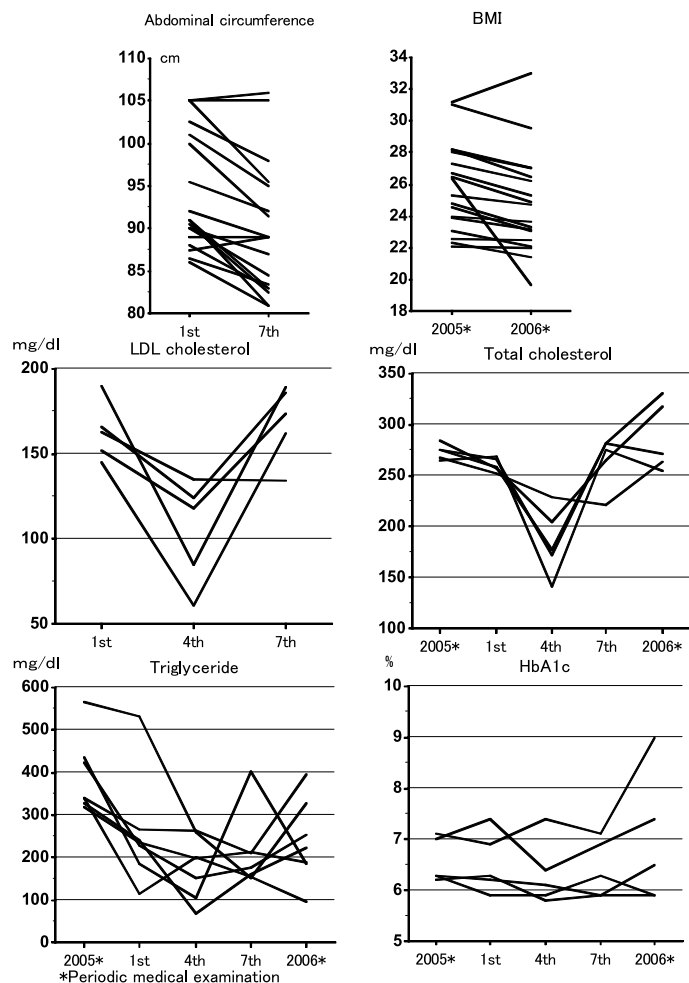 Abdominal circumference
BMI
cm
110
105
100
95
90
85
80
1st 7th
34
32
30
28
26
24
22
20
18
2005* 2006*
mg/dl
LDL cholesterol
200
150
100
50
1st 4th 7th
mg/dl
Total cholesterol
350
300
250
200
150
100
2005* 1st 4th 7th 2006*
mg/dl
Triglyceride
600
500
400
300
200
100
0
2005* 1st 4th 7th 2006*
%
HbA1c
10
9
8
7
6
5
2005* 1st 4th 7th 2006*
*Periodic medical examination